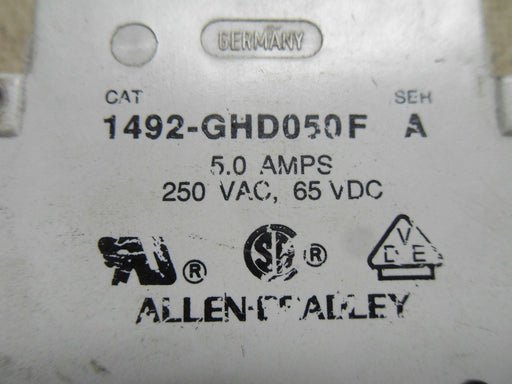 GERMANY
CAT SER
1492-GHD050F A
5.0 AMPS
250 VAC, 65 VDC
® ® VDE
ALLEN-BRADLEY